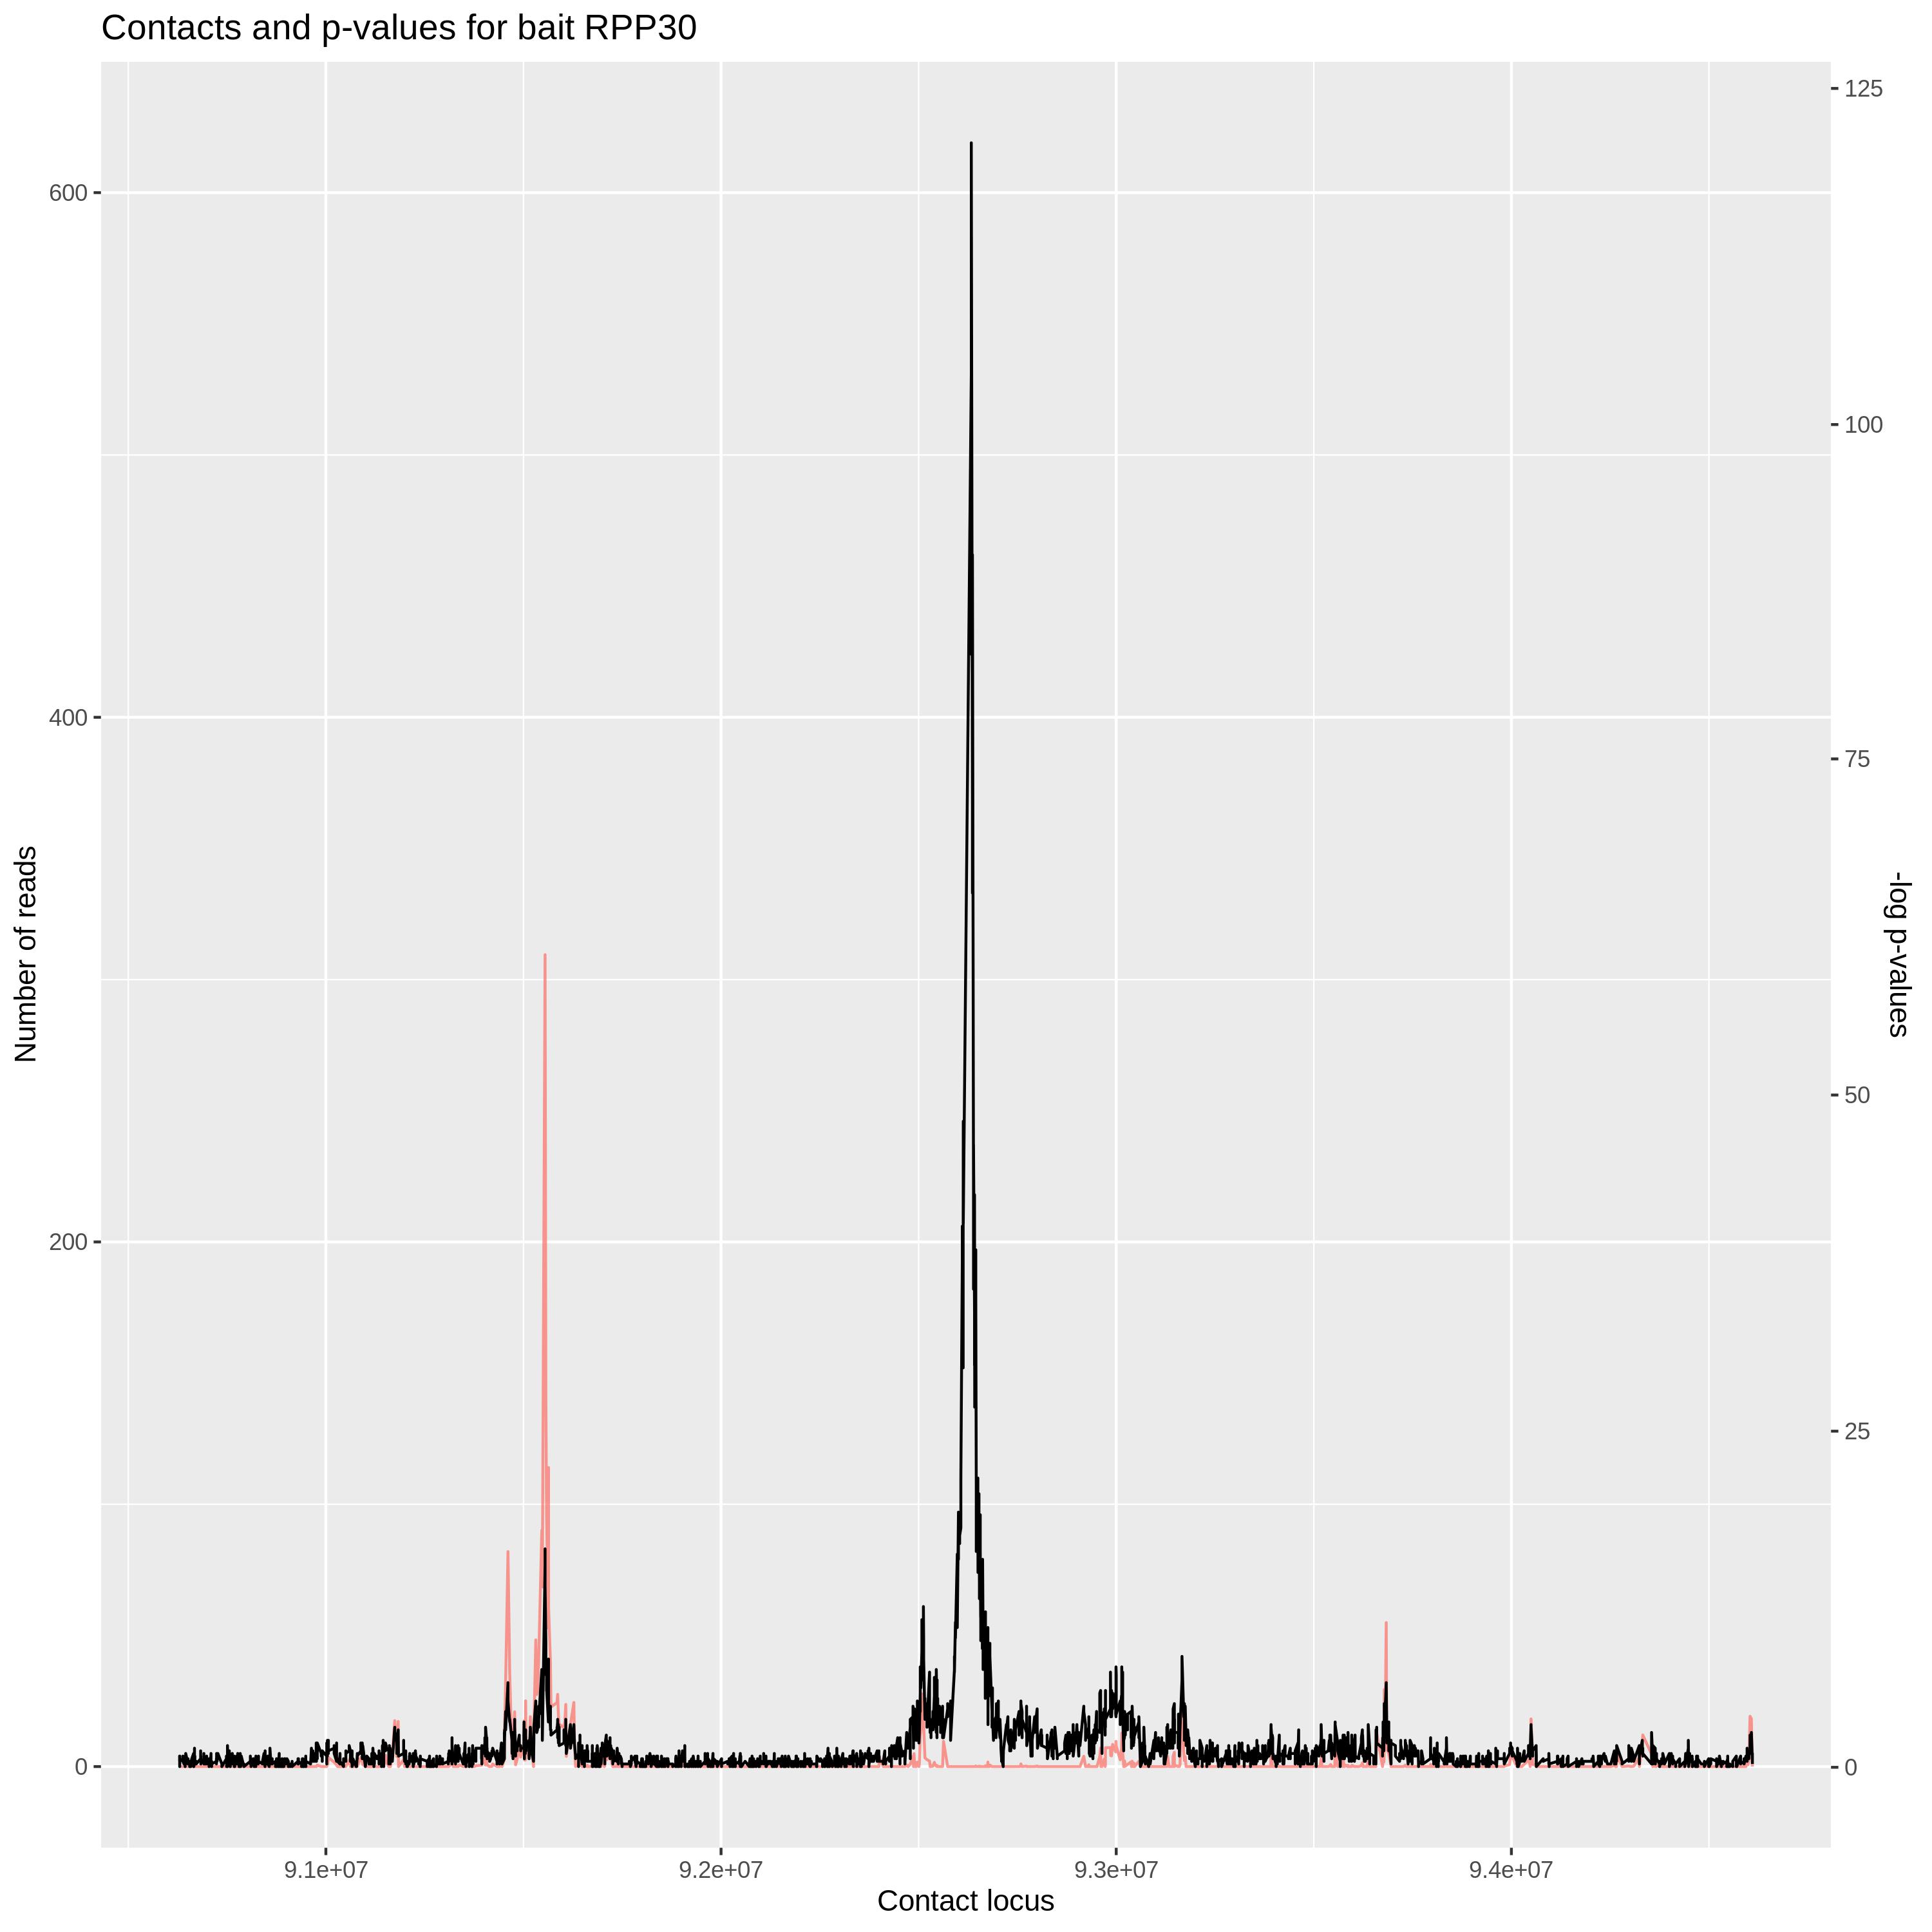 Contacts and p-values for bait RPP30
600
400
200
0
Number of reads
125
100
75
50
25
0
-log p-values
9.1e+07
9.2e+07
9.3e+07
9.4e+07
Contact locus